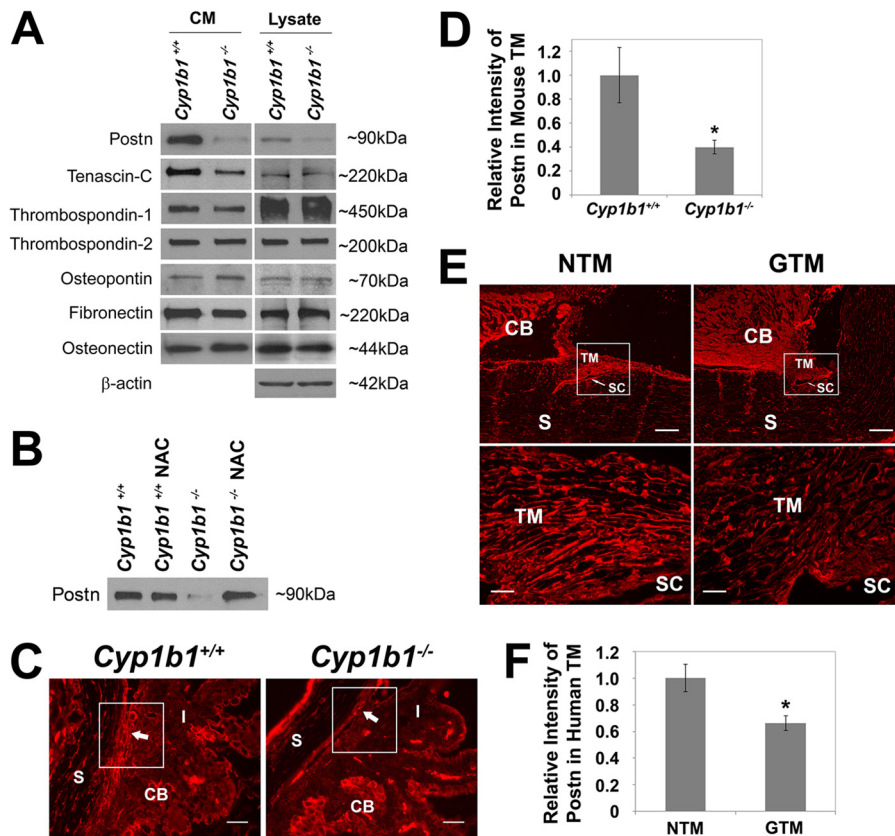 A
CM
Lysate
Cyp1b1+/+
Cyp1b1-/-
Cyp1b1+/+
Cyp1b1-/-
Postn
~90kDa
Tenascin-C
~220kDa
Thrombospondin-1
~450kDa
Thrombospondin-2
~200kDa
Osteopontin
~70kDa
Fibronectin
~220kDa
Osteonectin
~44kDa
β-actin
~42kDa
B
Cyp1b1+/+
Cyp1b1+/+ NAC
Cyp1b1-/-
Cyp1b1-/- NAC
Postn
~90kDa
C
Cyp1b1+/+
Cyp1b1-/-
S
I
CB
S
I
CB
D
Relative Intensity of
Postn in Mouse TM
1.2
1.0
0.8
0.6
0.4
0.2
0
*
Cyp1b1+/+
Cyp1b1-/-
E
NTM
GTM
CB
TM
SC
S
CB
TM
SC
S
TM
SC
TM
SC
F
Relative Intensity of
Postn in Human TM
1.2
1.0
0.8
0.6
0.4
0.2
0
*
NTM
GTM